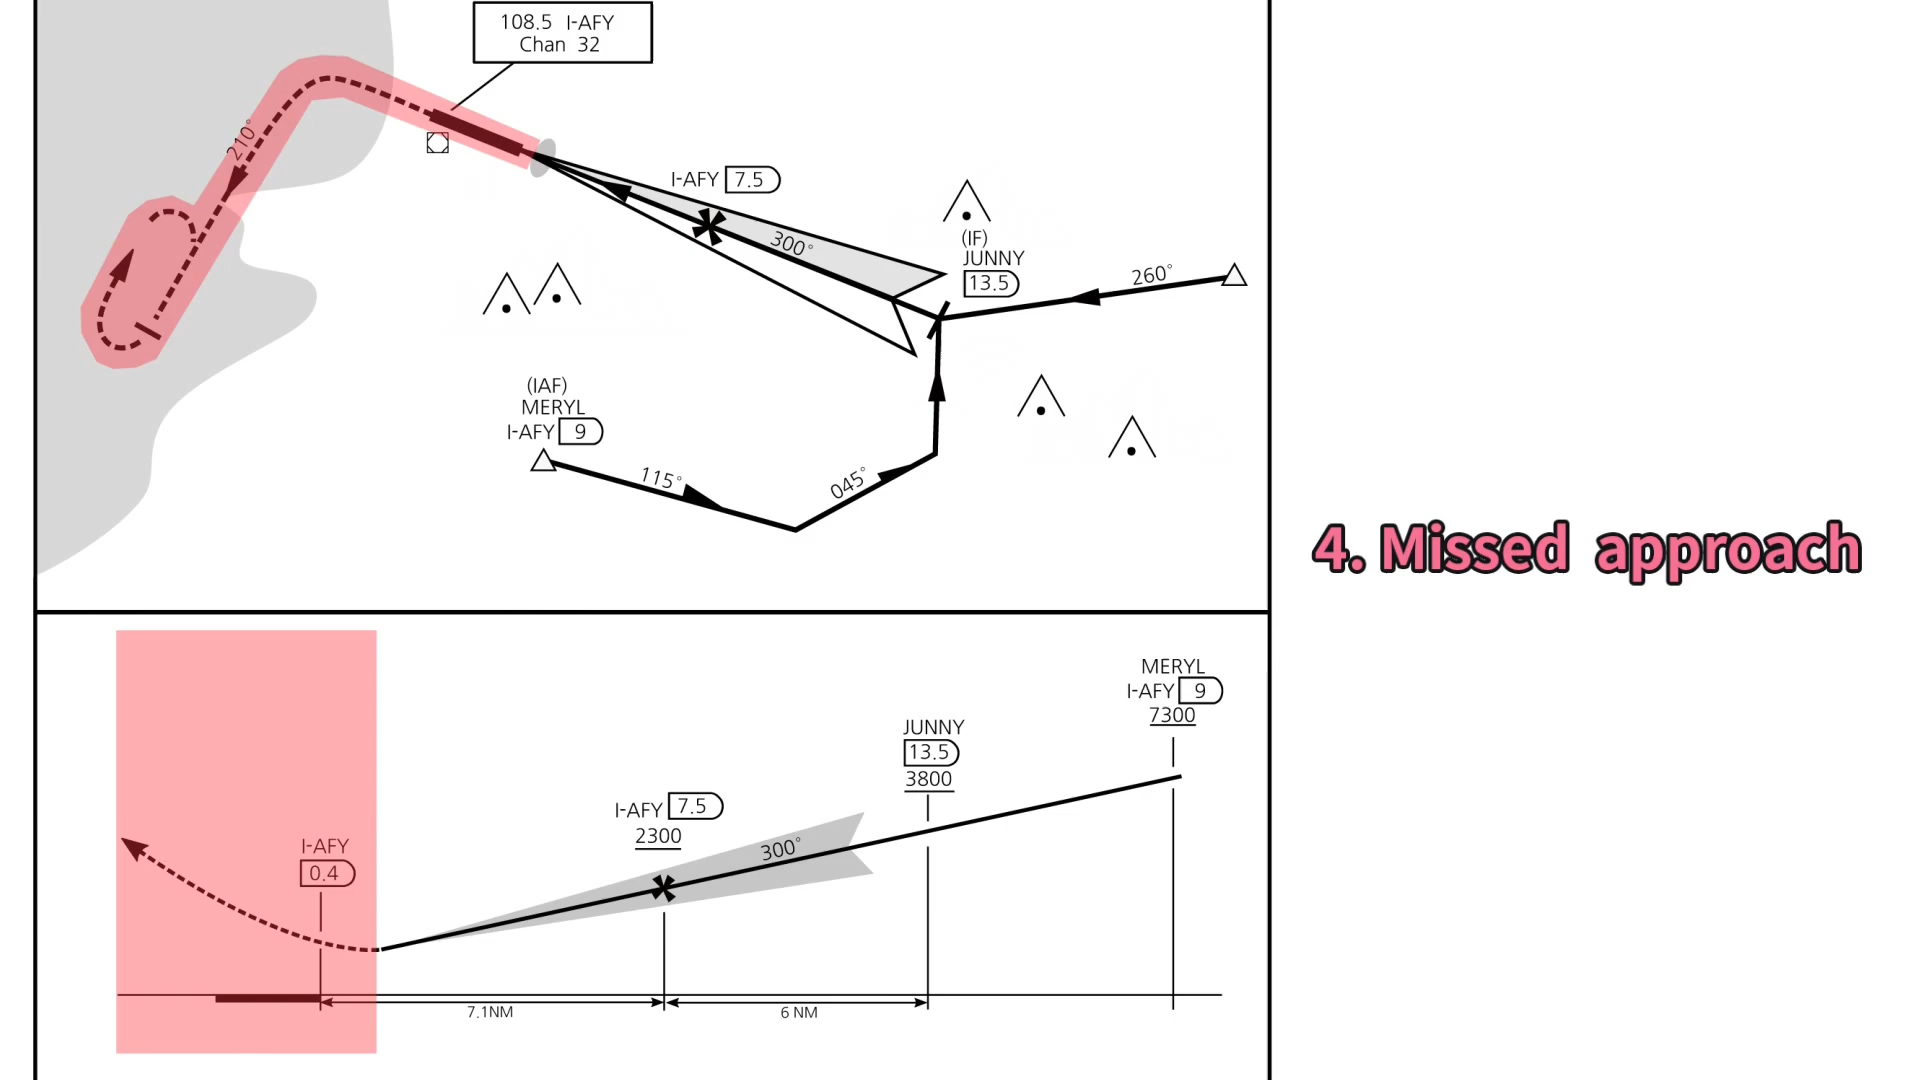 108.5 I-AFY
Chan 32
210°
I-AFY 7.5
300°
(IF)
JUNNY
13.5
260°
(IAF)
MERYL
I-AFY 9
115°
045°
4. Missed approach
MERYL
I-AFY 9
7300
JUNNY
13.5
3800
I-AFY 7.5
2300
300°
I-AFY
0.4
7.1NM
6 NM